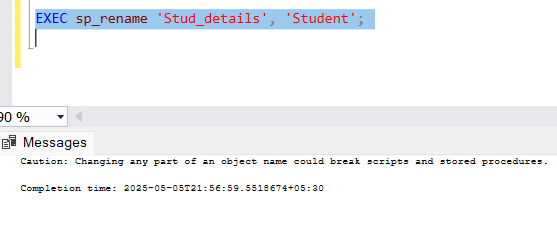 EXEC sp_rename 'Stud_details', 'Student';
90 %
Messages
Caution: Changing any part of an object name could break scripts and stored procedures.
Completion time: 2025-05-05T21:56:59.5518674+05:30